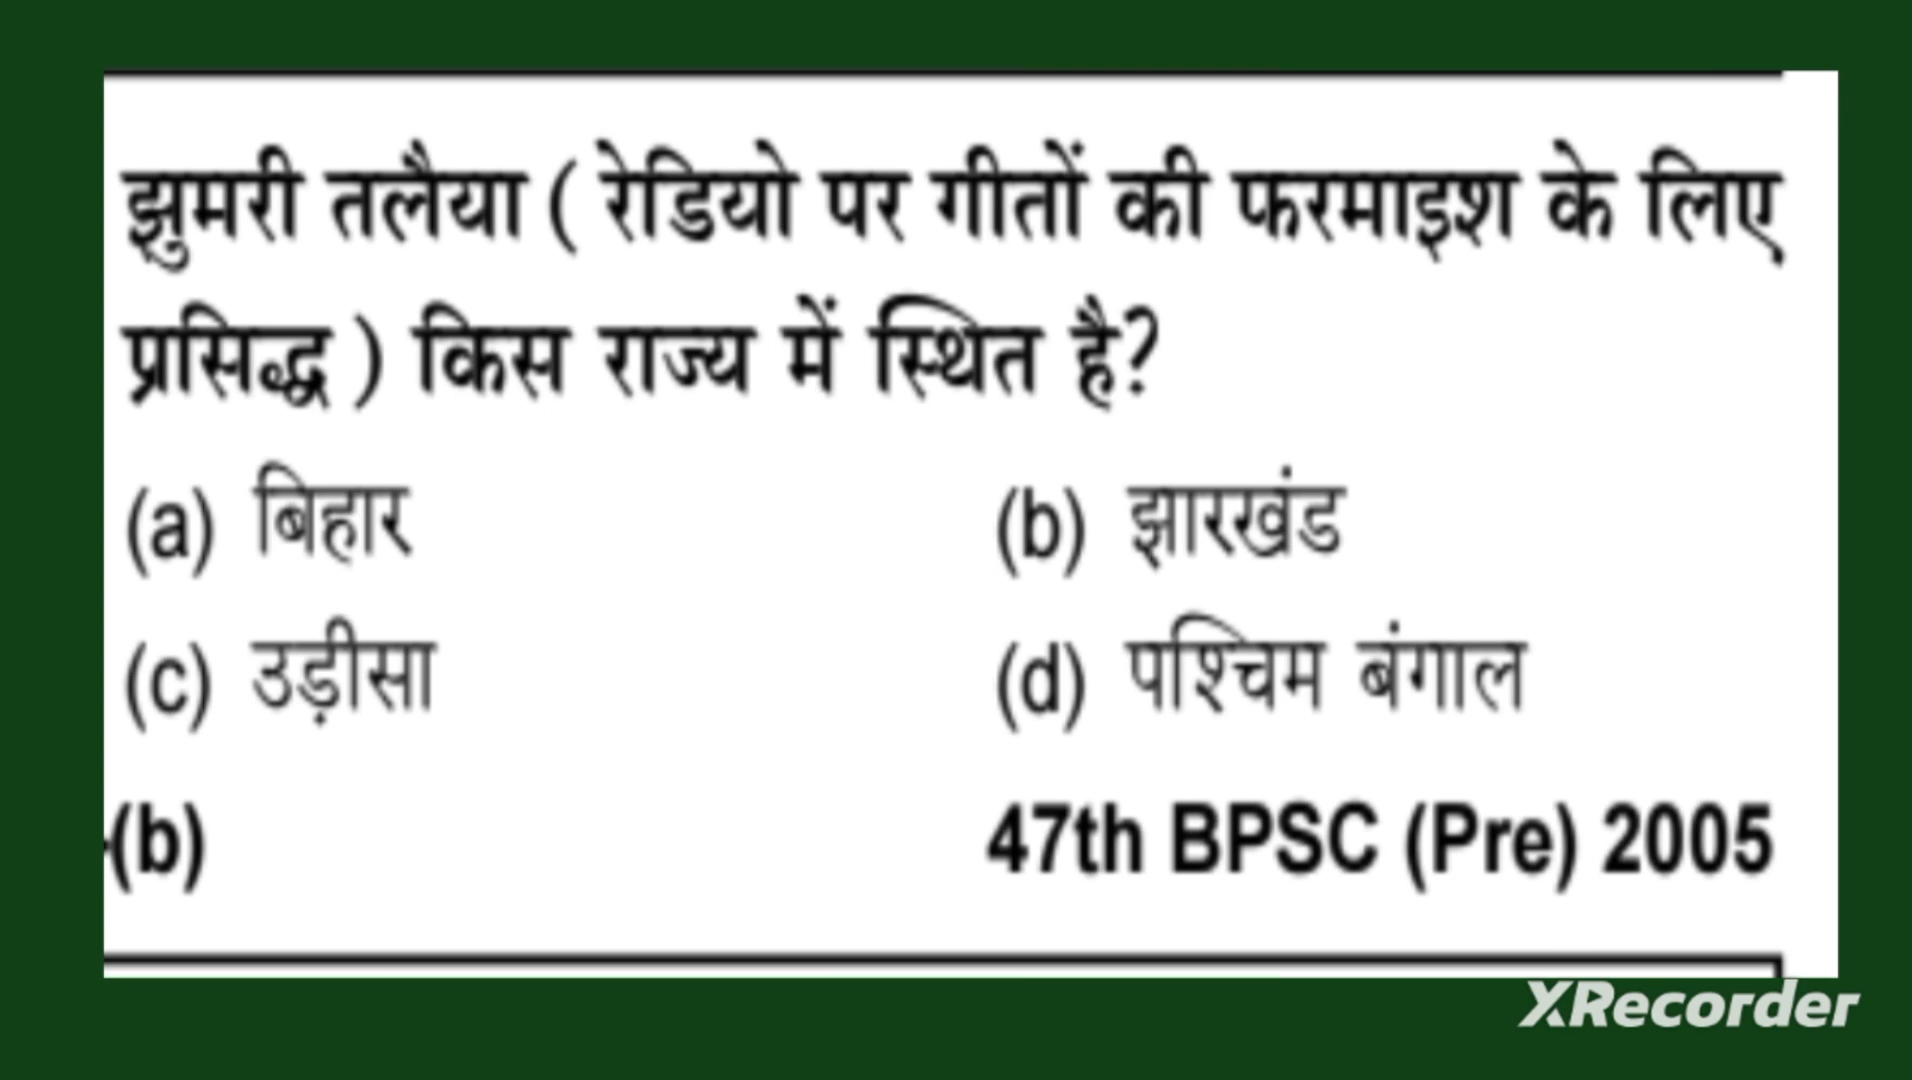 झुमरी तलैया ( रेडियो पर गीतों की फरमाइश के लिए
प्रसिद्ध ) किस राज्य में स्थित है?
(a) बिहार (b) झारखंड
(c) उड़ीसा (d) पश्चिम बंगाल
(b) 47th BPSC (Pre) 2005
XRecorder